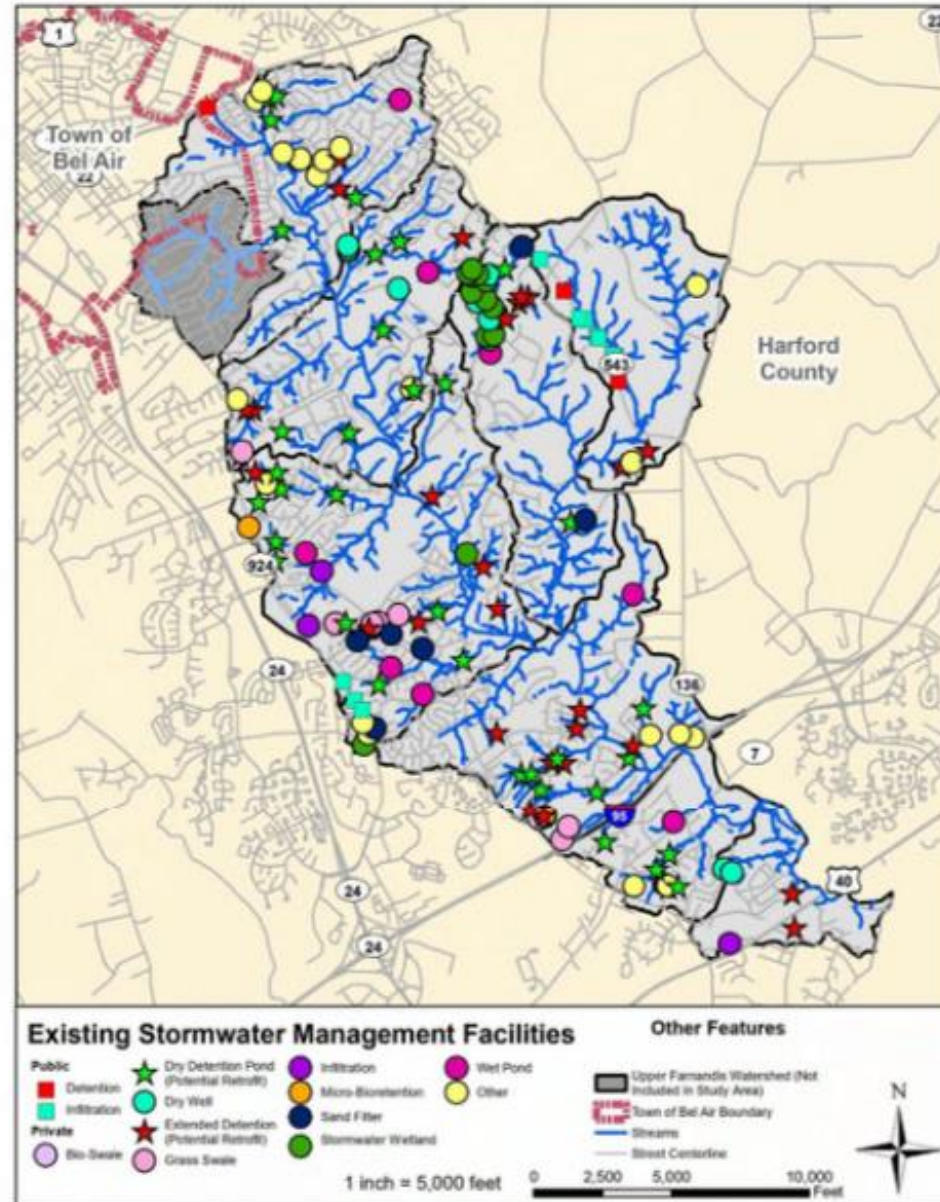 1
22
Town of
Bel Air
22
Harford
County
543
924
24
136
7
95
40
24
24
Existing Stormwater Management Facilities
Public
Detention
Infiltration
Private
Bio-Swale
Dry Detention Pond
(Potential Retrofit)
Dry Well
Extended Detention
(Potential Retrofit)
Grass Swale
Infiltration
Micro-Bioretention
Sand Filter
Stormwater Wetland
Wet Pond
Other
1 inch = 5,000 feet
Other Features
Upper Farnandis Watershed (Not
Included in Study Area)
Town of Bel Air Boundary
Streams
Street Centerline
0 2,500 5,000 10,000
Feet
N